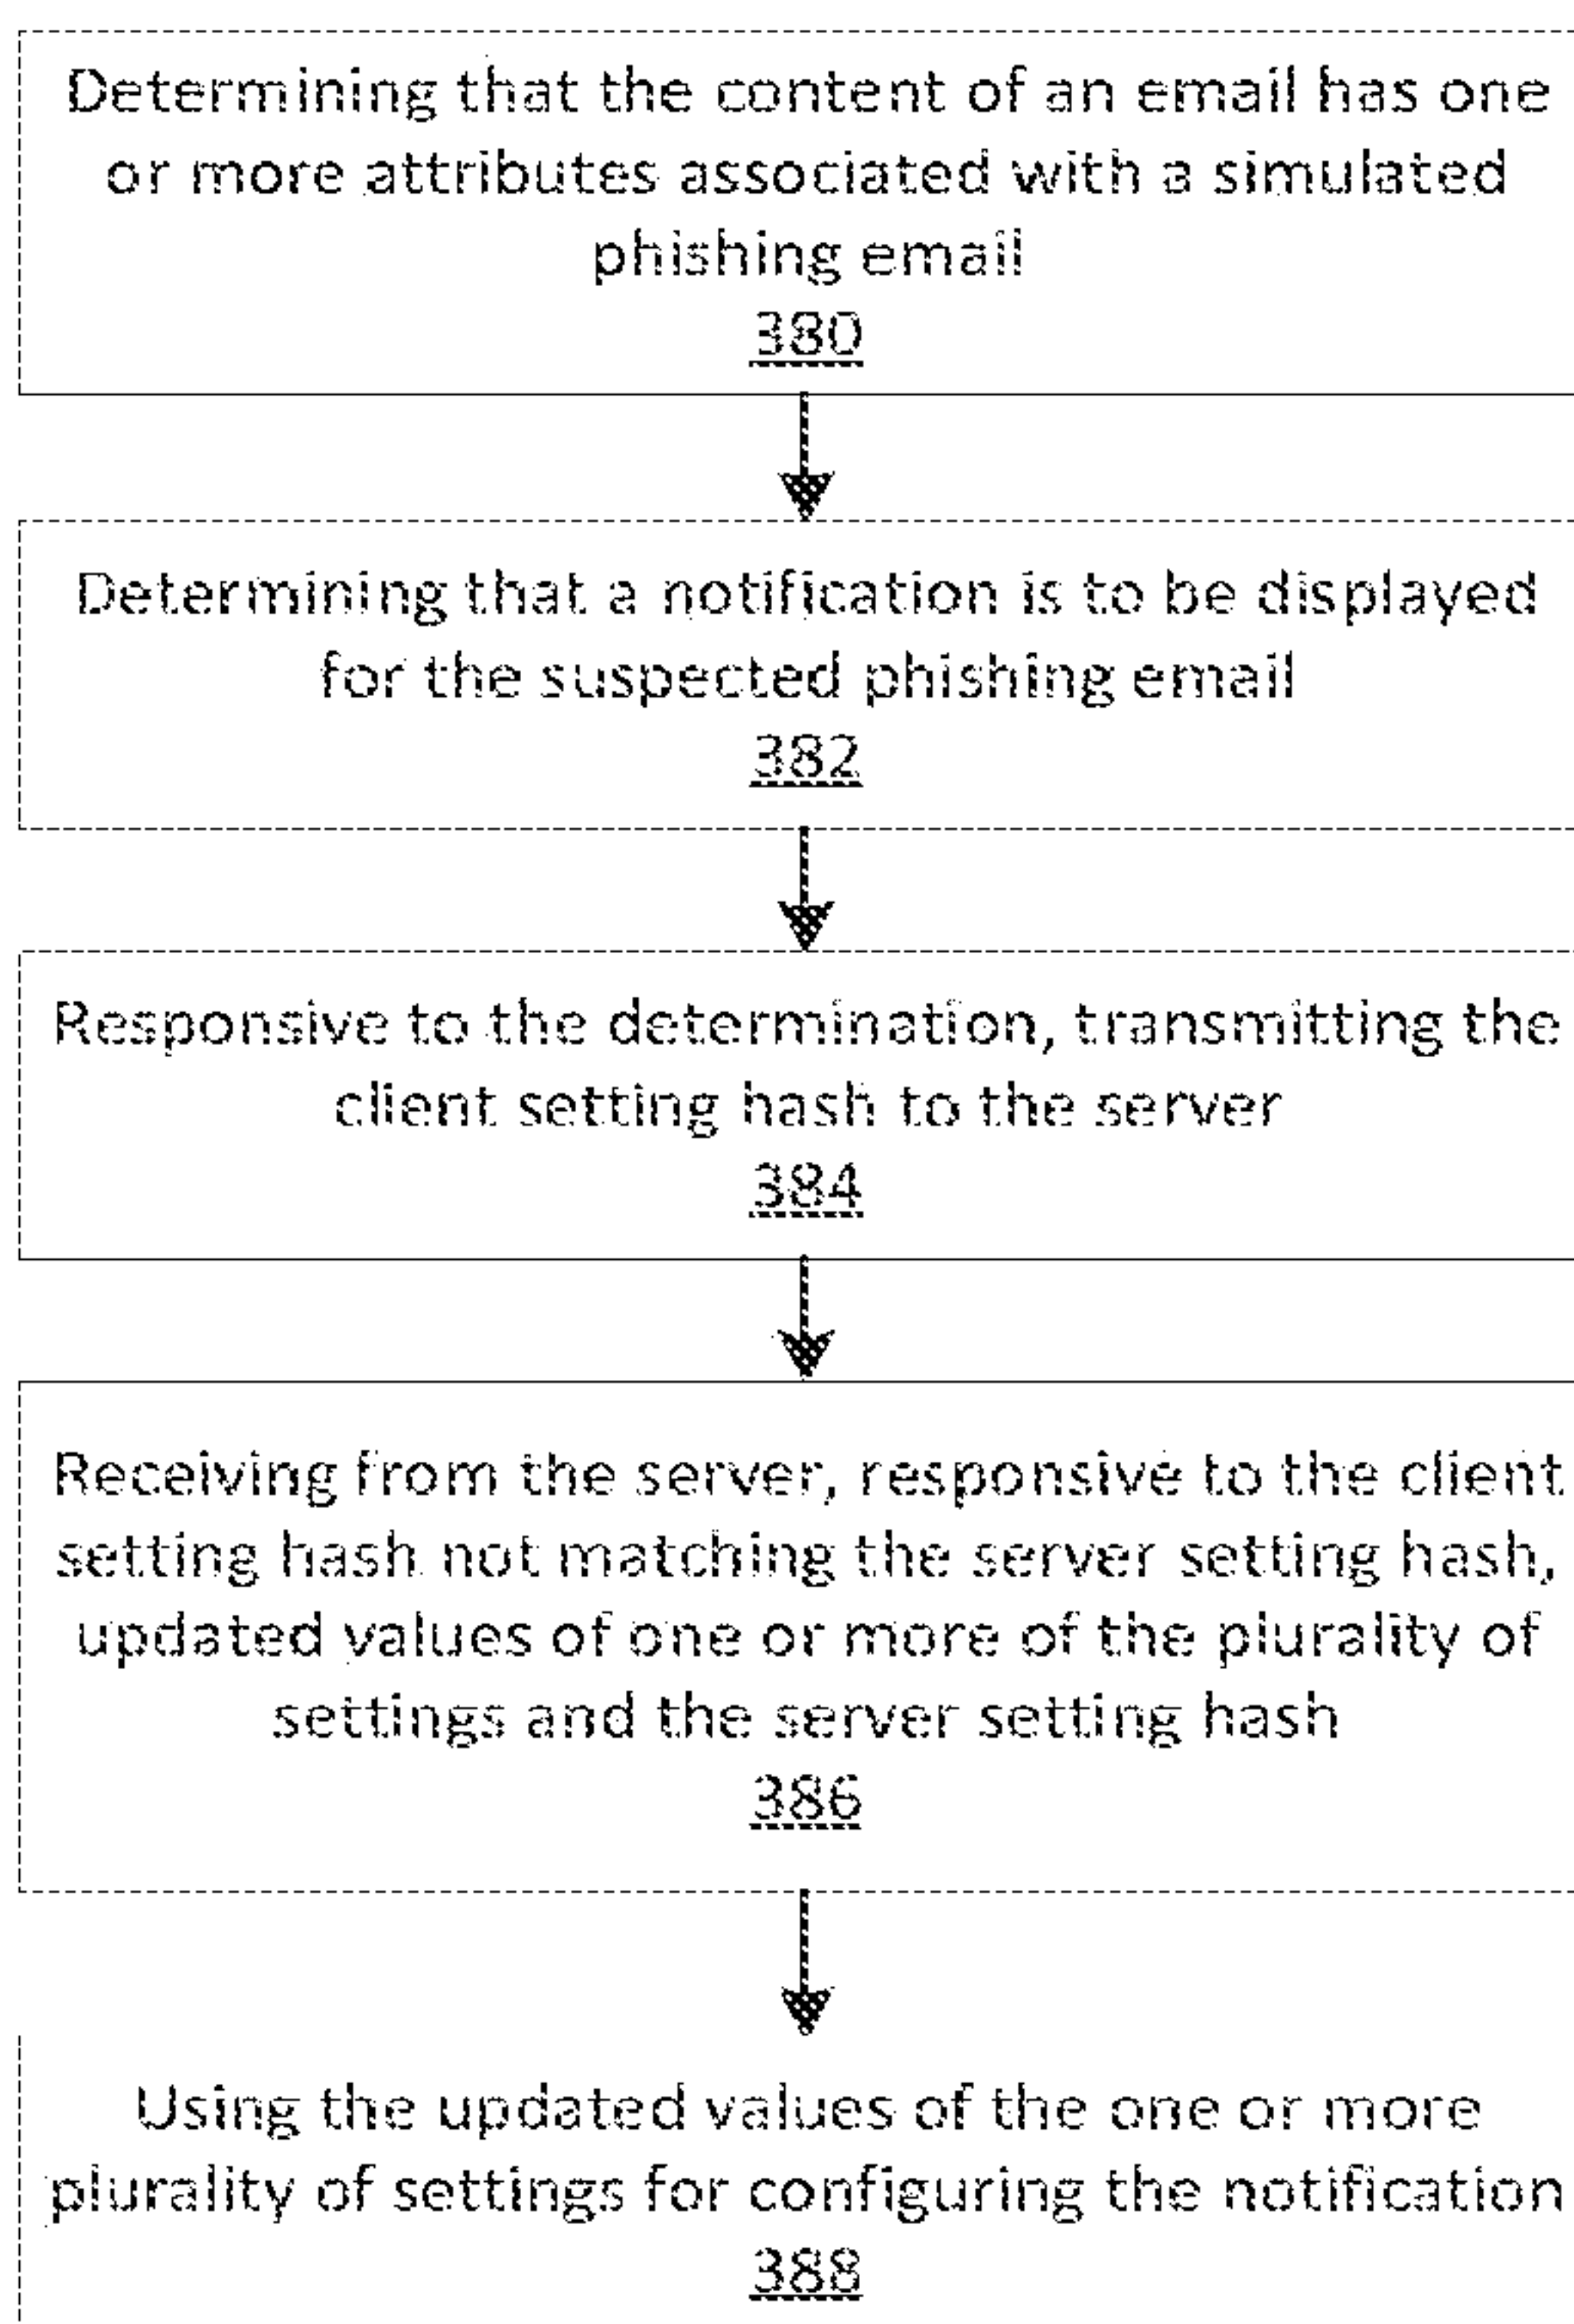 Determining that the content of an email has one
or more attributes associated with a simulated
phishing email
380
Determining that a notification is to be displayed
for the suspected phishing email
382
Responsive to the determination, transmitting the
client setting hash to the server
384
Receiving from the server, responsive to the client
setting hash not matching the server setting hash,
updated values of one or more of the plurality of
settings and the server setting hash
386
Using the updated values of the one or more
plurality of settings for configuring the notification
388